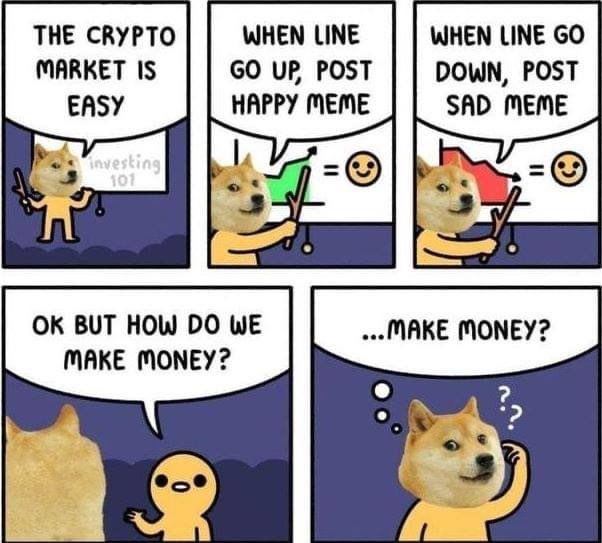 THE CRYPTO
MARKET IS
EASY
investing
101
WHEN LINE
GO UP, POST
HAPPY MEME
=
WHEN LINE GO
DOWN, POST
SAD MEME
=
OK BUT HOW DO WE
MAKE MONEY?
...MAKE MONEY?
??